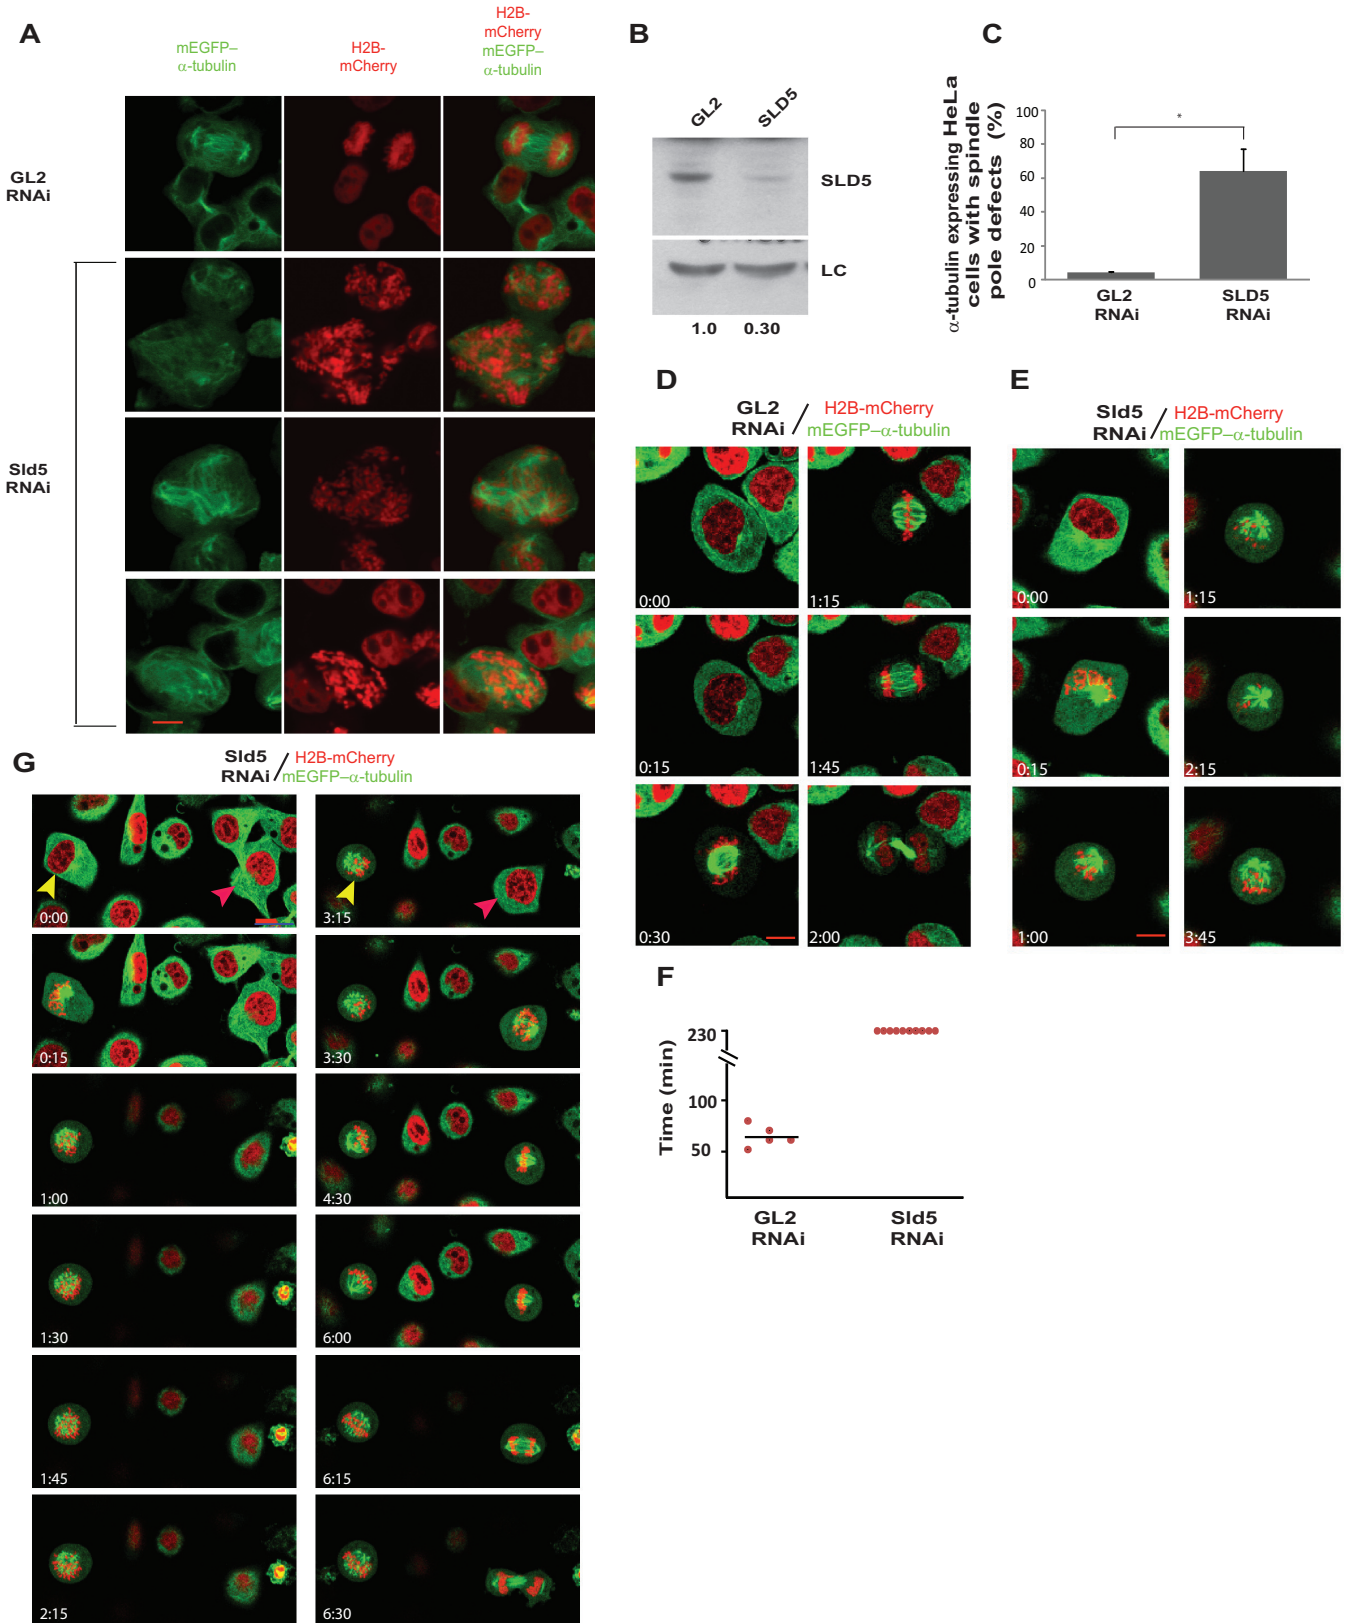 A
mEGFP–
α-tubulin
H2B-
mCherry
H2B-
mCherry
mEGFP–
α-tubulin
GL2
RNAi
Sld5
RNAi
B
GL2
SLD5
SLD5
LC
1.0 0.30
C
α-tubulin expressing HeLa
cells with spindle
pole defects (%)
100
80
60
40
20
0
*
GL2
RNAi
SLD5
RNAi
D
GL2
RNAi / H2B-mCherry
mEGFP–α-tubulin
0:00
1:15
0:15
1:45
0:30
2:00
E
Sld5
RNAi / H2B-mCherry
mEGFP–α-tubulin
0:00
1:15
0:15
2:15
1:00
3:45
F
Time (min)
230
100
50
GL2
RNAi
Sld5
RNAi
G
Sld5
RNAi / H2B-mCherry
mEGFP–α-tubulin
0:00
3:15
0:15
3:30
1:00
4:30
1:30
6:00
1:45
6:15
2:15
6:30